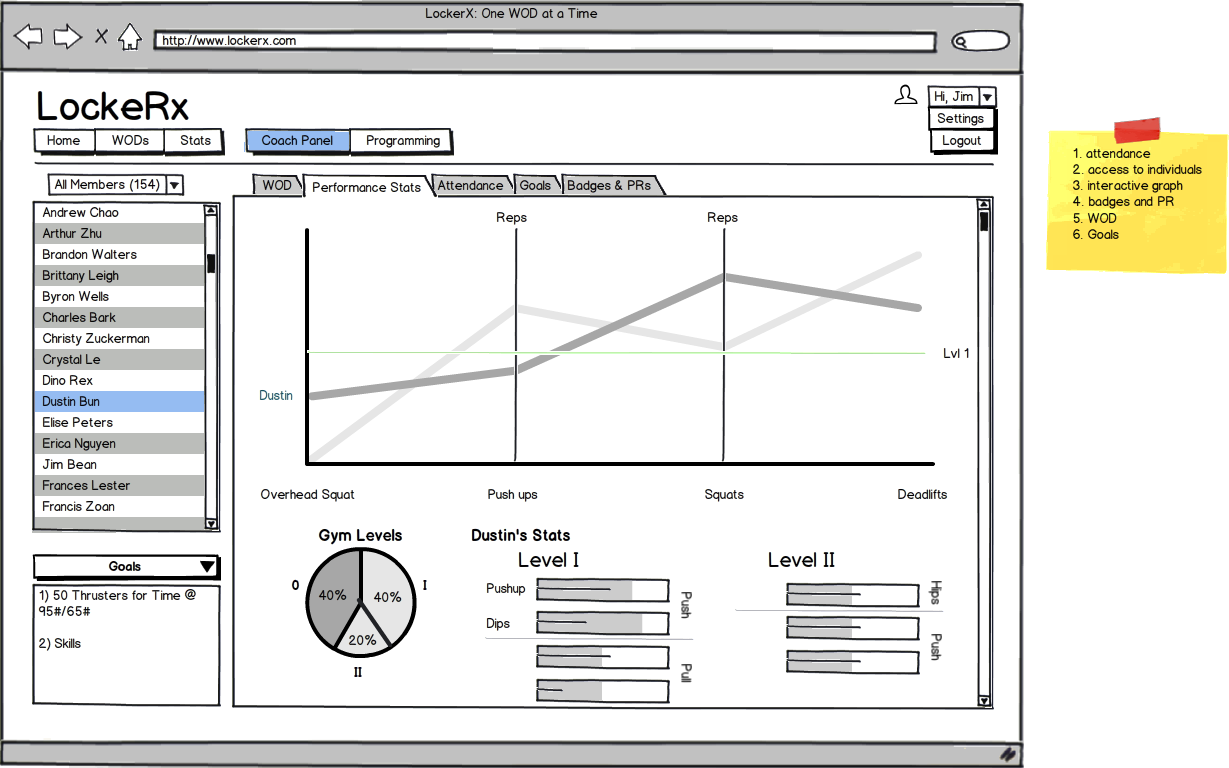 LockerX: One WOD at a Time
http://www.lockerx.com
LockeRx
Hi, Jim
Settings
Logout
Home
WODs
Stats
Coach Panel
Programming
All Members (154)
Andrew Chao
Arthur Zhu
Brandon Walters
Brittany Leigh
Byron Wells
Charles Bark
Christy Zuckerman
Crystal Le
Dino Rex
Dustin Bun
Elise Peters
Erica Nguyen
Jim Bean
Frances Lester
Francis Zoan
Goals
1) 50 Thrusters for Time @
95#/65#
2) Skills
WOD
Performance Stats
Attendance
Goals
Badges & PRs
Reps
Reps
Lvl 1
Dustin
Overhead Squat
Push ups
Squats
Deadlifts
Gym Levels
0
40%
40%
I
20%
II
Dustin's Stats
Level I
Pushup
Dips
Push
Pull
Level II
Hips
Push
1. attendance
2. access to individuals
3. interactive graph
4. badges and PR
5. WOD
6. Goals